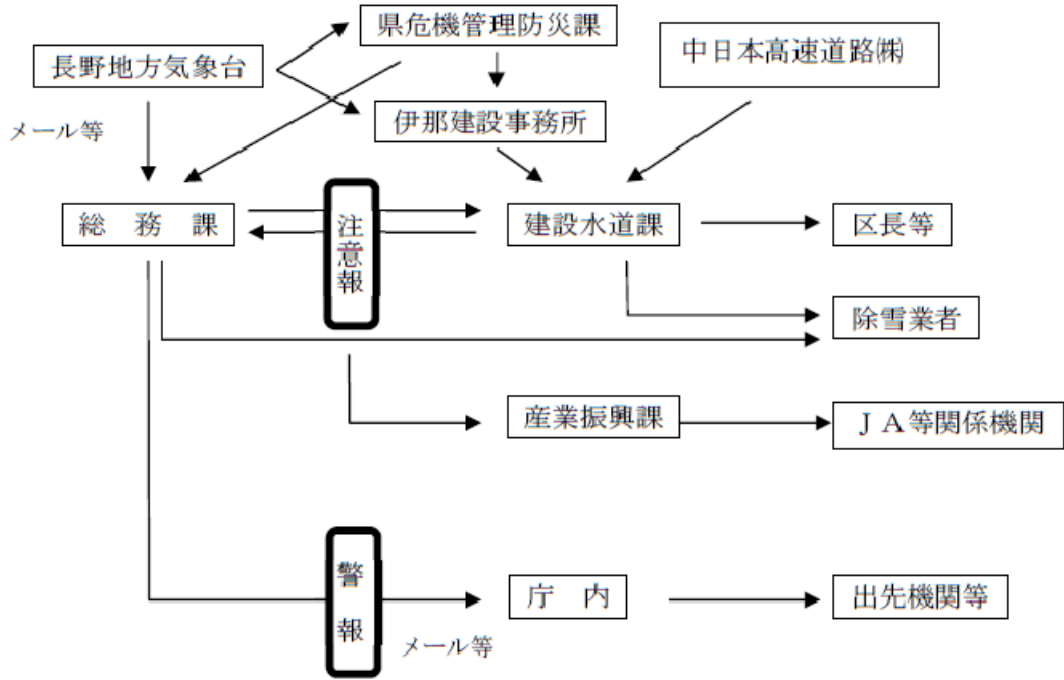 県危機管理防災課
長野地方気象台
中日本高速道路㈱
メール等
伊那建設事務所
総務課
注意報
建設水道課
区長等
除雪業者
産業振興課
JA等関係機関
警報
庁内
出先機関等
メール等